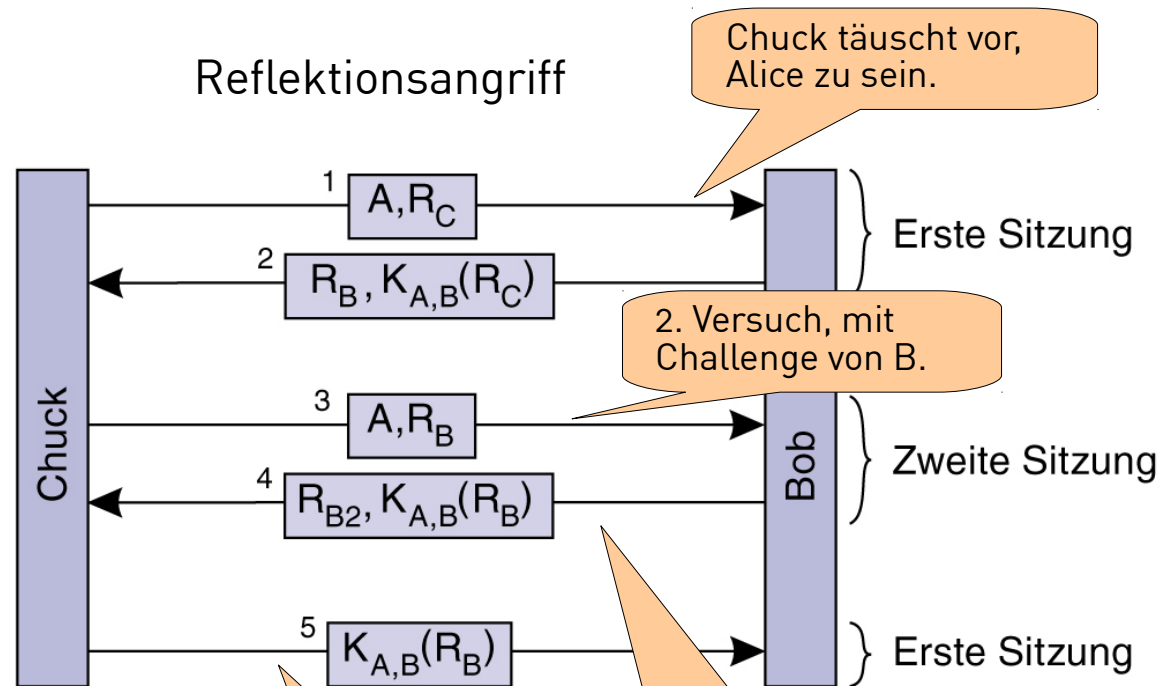 Reflektionsangriff
Chuck täuscht vor,
Alice zu sein.
1
A,R_C
Erste Sitzung
2
R_B, K_A,B(R_C)
2. Versuch, mit
Challenge von B.
3
A,R_B
Chuck
Bob
Zweite Sitzung
4
R_B2, K_A,B(R_B)
5
K_A,B(R_B)
Erste Sitzung